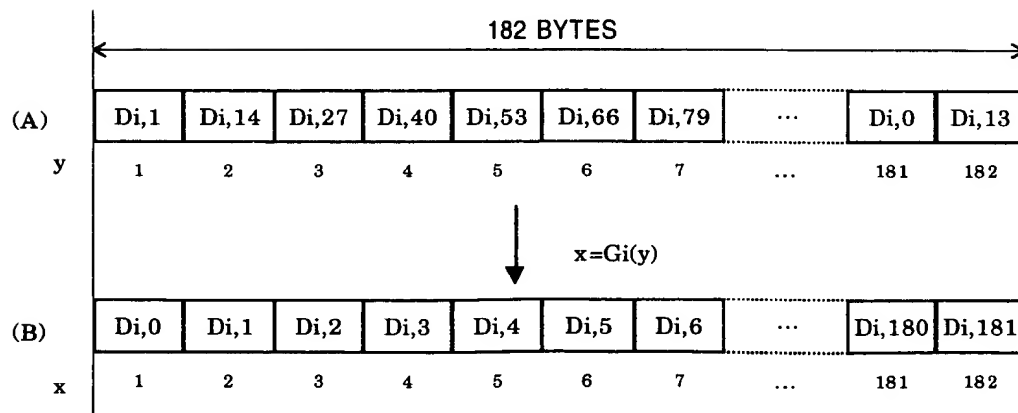 182 BYTES
(A) Di,1 Di,14 Di,27 Di,40 Di,53 Di,66 Di,79 ... Di,0 Di,13
y 1 2 3 4 5 6 7 ... 181 182
x=Gi(y)
(B) Di,0 Di,1 Di,2 Di,3 Di,4 Di,5 Di,6 ... Di,180 Di,181
x 1 2 3 4 5 6 7 ... 181 182